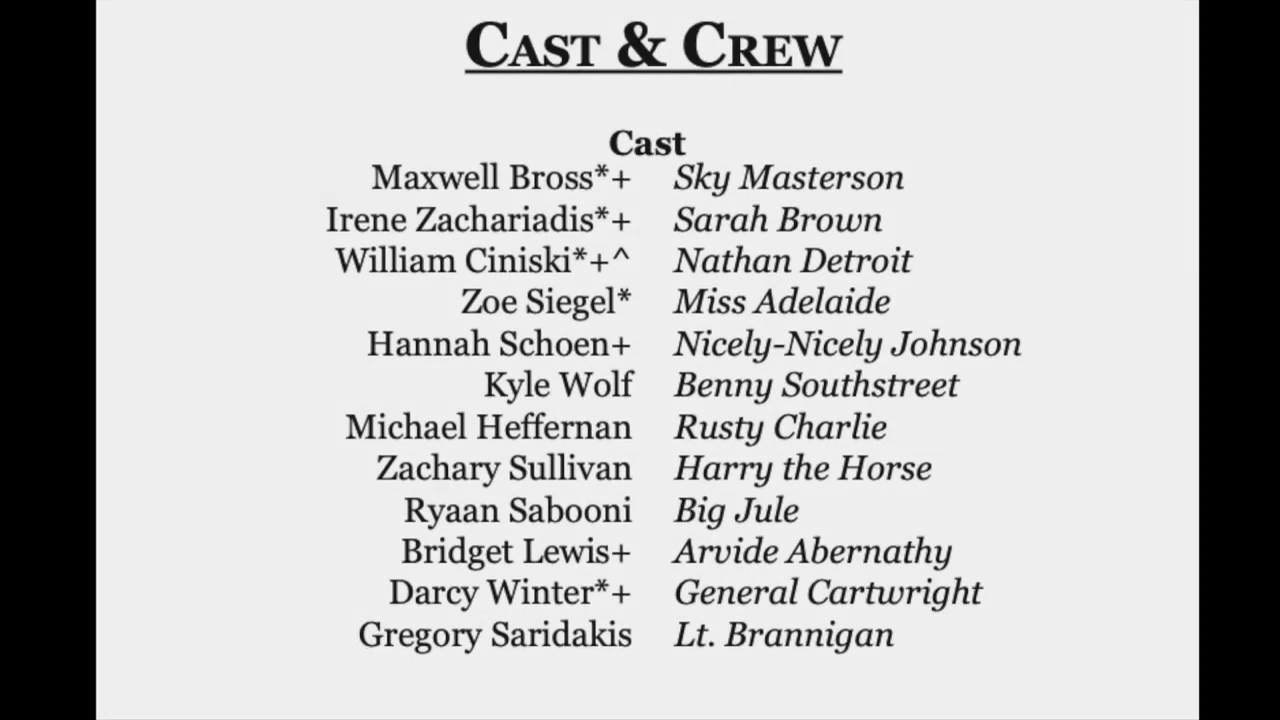 CAST & CREW
Cast
Maxwell Bross*+ Sky Masterson
Irene Zachariadis*+ Sarah Brown
William Ciniski*+^ Nathan Detroit
Zoe Siegel* Miss Adelaide
Hannah Schoen+ Nicely-Nicely Johnson
Kyle Wolf Benny Southstreet
Michael Heffernan Rusty Charlie
Zachary Sullivan Harry the Horse
Ryaan Sabooni Big Jule
Bridget Lewis+ Arvide Abernathy
Darcy Winter*+ General Cartwright
Gregory Saridakis Lt. Brannigan